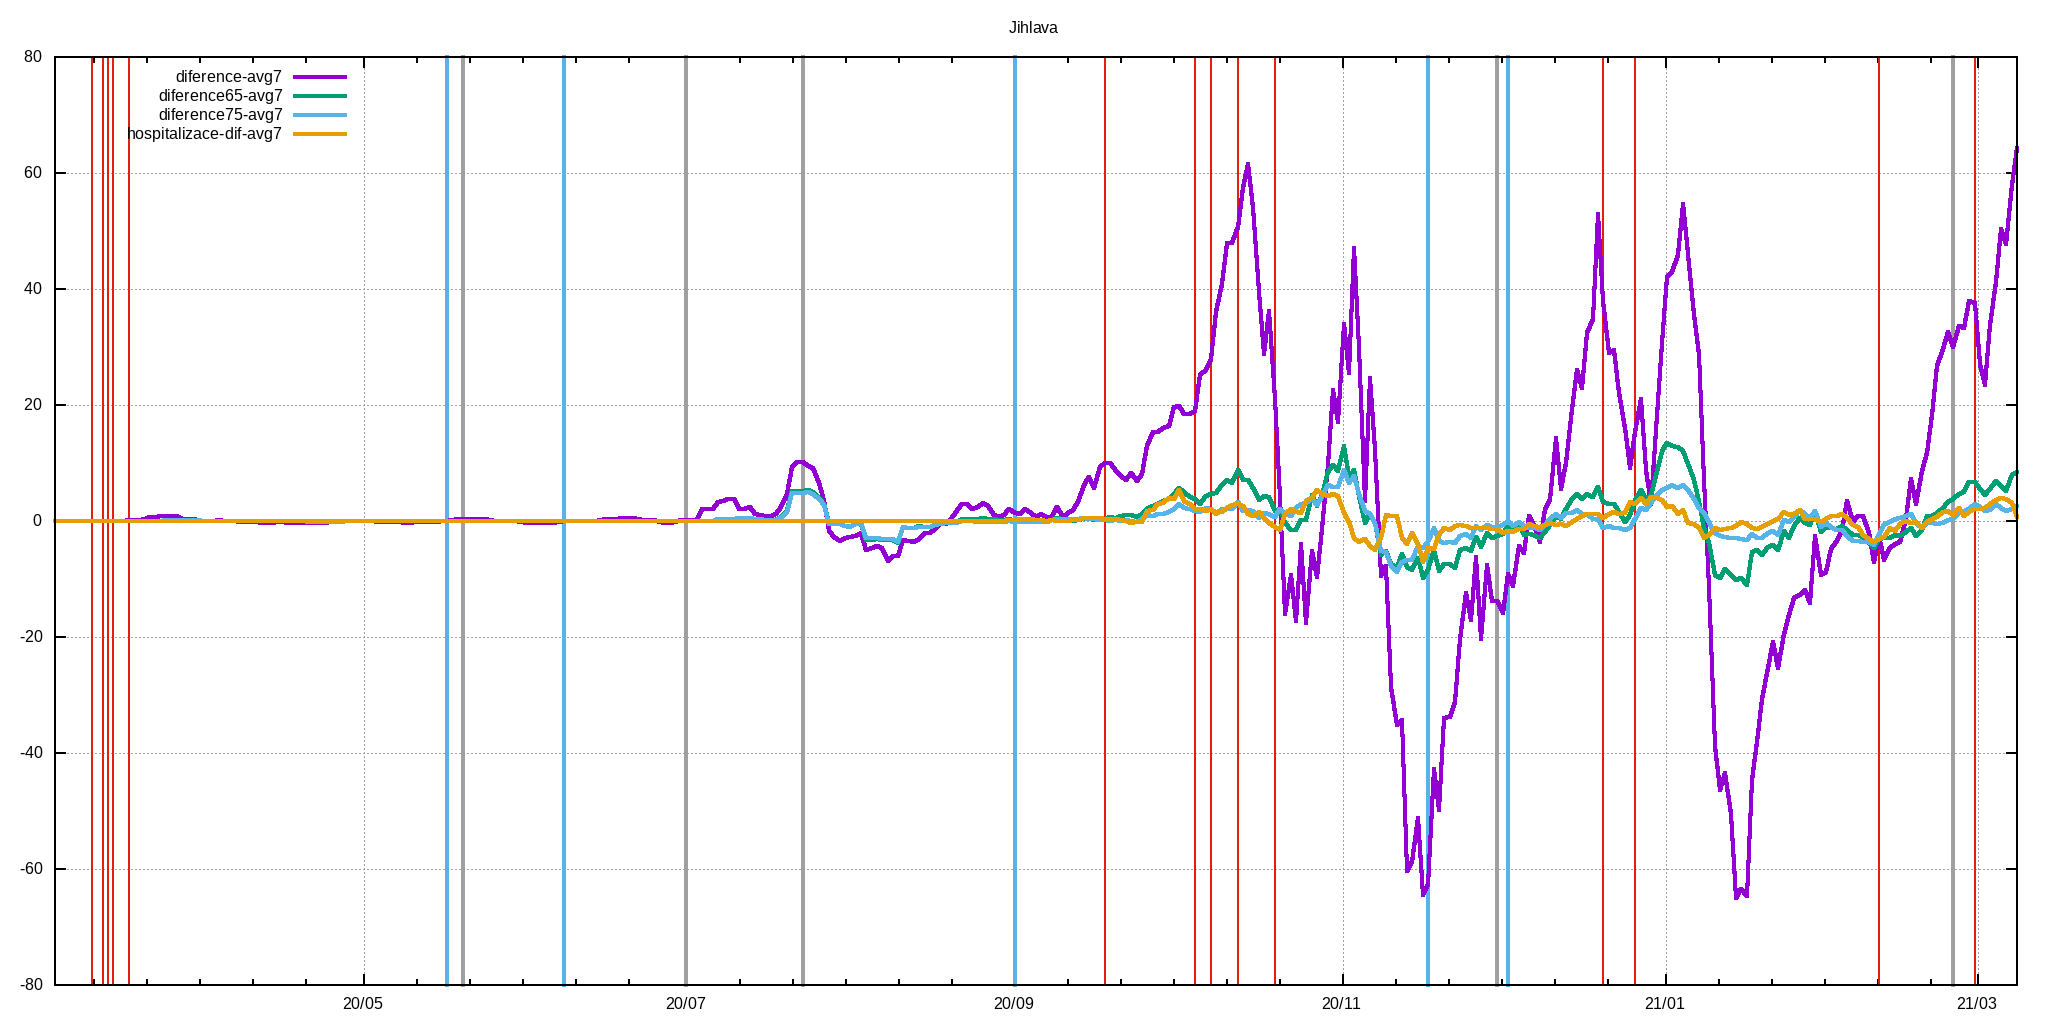 Jihlava
80
diference-avg7
diference65-avg7
diference75-avg7
hospitalizace-dif-avg7
60
40
20
0
-20
-40
-60
-80
20/05 20/07 20/09 20/11 21/01 21/03